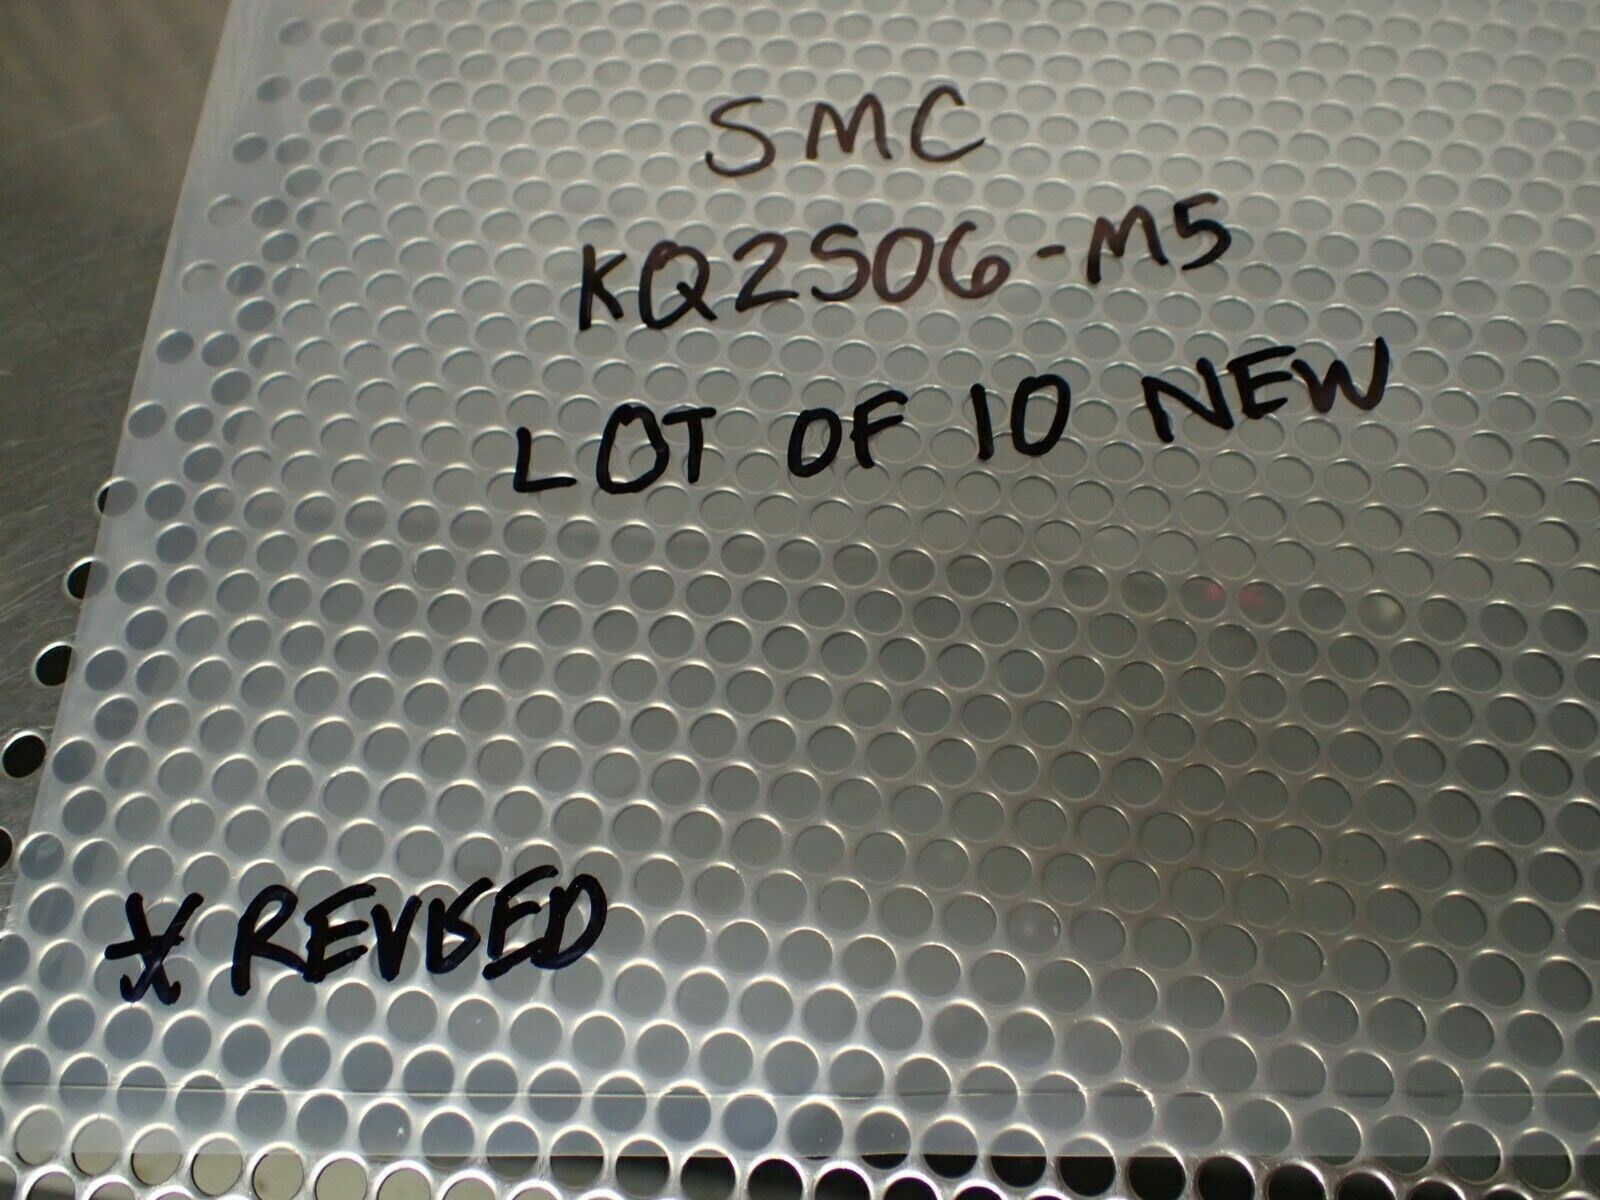 SMC
KQ2S06-M5
LOT OF 10 NEW
* REVISED